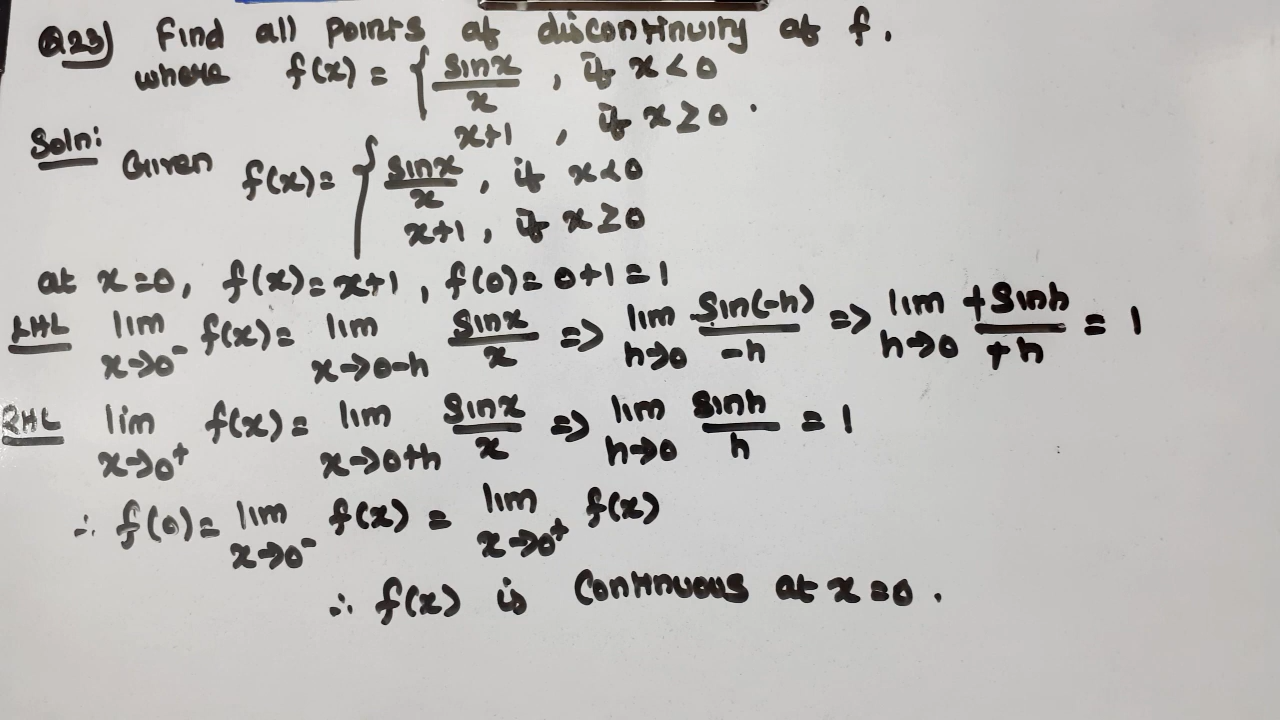 Q23) Find all points of discontinuity of f.
where f(x) = { sinx/x , if x < 0
x+1 , if x ≥ 0 .
Soln:
Given f(x) = { sinx/x , if x < 0
x+1 , if x ≥ 0
at x = 0, f(x) = x+1 , f(0) = 0+1 = 1
LHL lim x→0⁻ f(x) = lim x→0-h sinx/x => lim h→0 sin(-h)/-h => lim h→0 +sinh/+h = 1
RHL lim x→0⁺ f(x) = lim x→0+h sinx/x => lim h→0 sinh/h = 1
∴ f(0) = lim x→0⁻ f(x) = lim x→0⁺ f(x)
∴ f(x) is continuous at x = 0 .